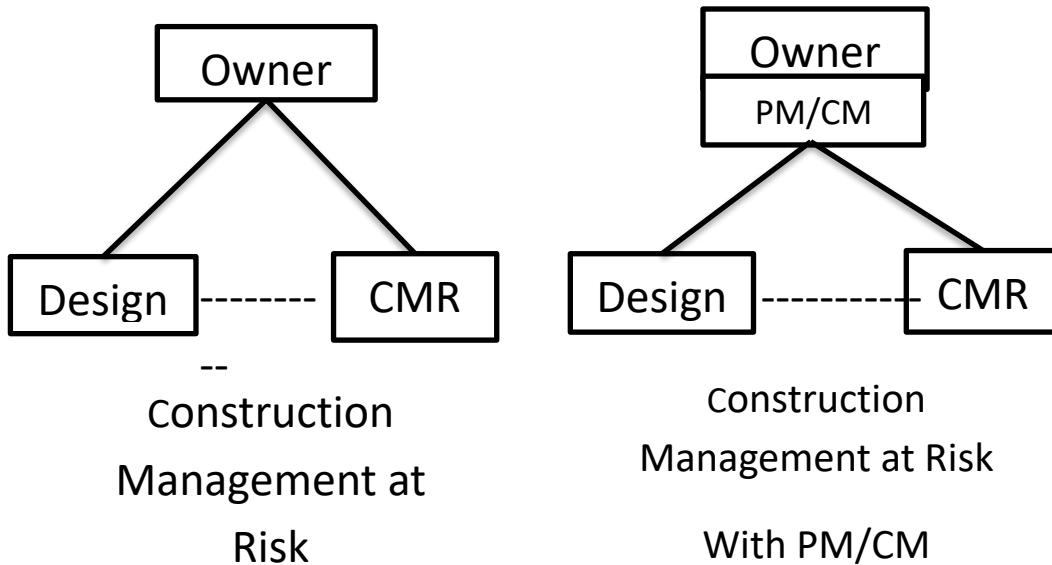 Owner
Design ------- CMR
--
Construction
Management at
Risk
Owner
PM/CM
Design --------- CMR
Construction
Management at Risk
With PM/CM